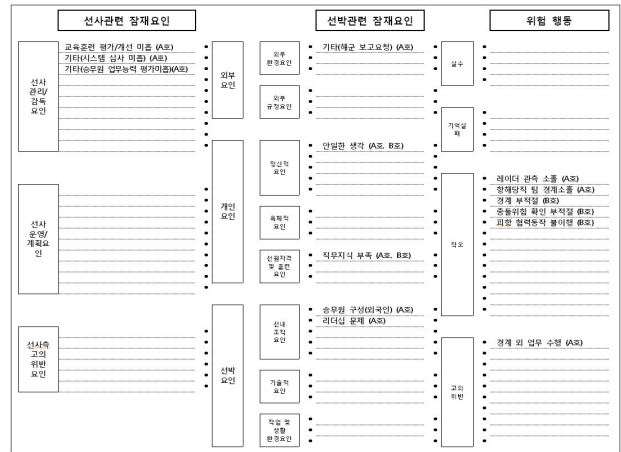 선사관련 잠재요인
선사
관리/
감독
요인
교육훈련 평가/개선 미흡 (A호)
기타(시스템 심사 미흡) (A호)
기타(승무원 업무능력 평가미흡)(A호)
선사
운영/
계획요
인
선사측
고의
위반
요인
선박관련 잠재요인
외부
요인
외부
환경요인
기타(해군 보고요청) (A호)
외부
규정요인
개인
요인
정신적
요인
안일한 생각 (A호, B호)
육체적
요인
선원자격
및 훈련
요인
직무지식 부족 (A호, B호)
선박
요인
선내
조직
요인
승무원 구성(외국인) (A호)
리더십 문제 (A호)
기술적
요인
작업 및
생활
환경요인
위험 행동
실수
기억실
패
착오
레이더 관측 소홀 (A호)
항해당직 팀 경계소홀 (A호)
경계 부적절 (B호)
충돌위험 확인 부적절 (B호)
피항 협력동작 불이행 (B호)
고의
위반
경계 외 업무 수행 (A호)